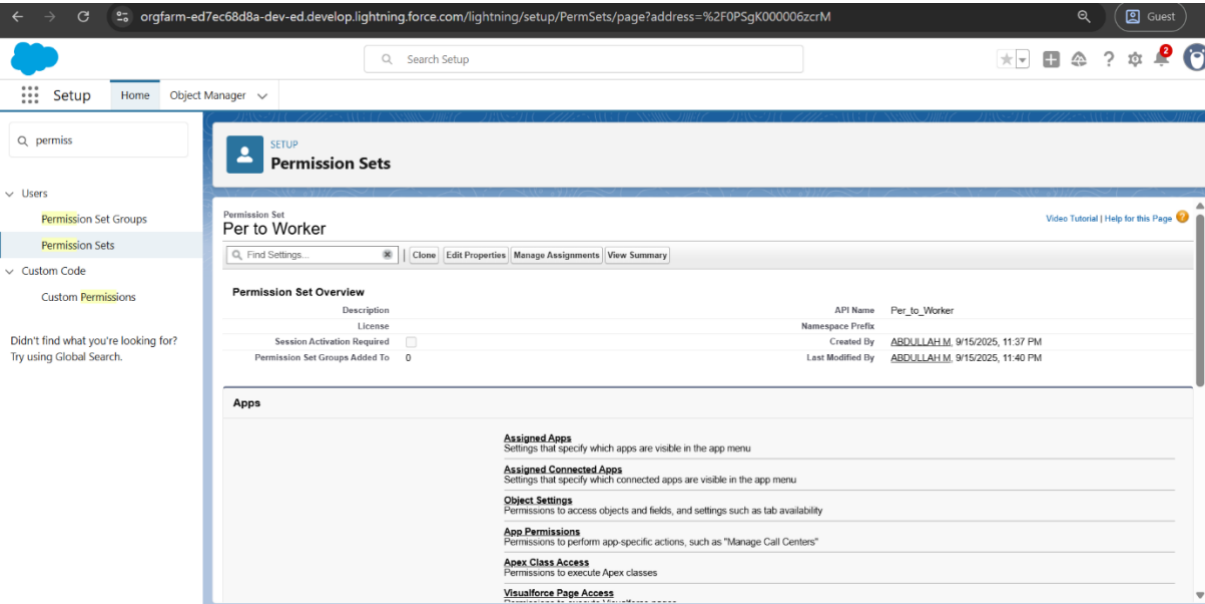 orgfarm-ed7ec68d8a-dev-ed.develop.lightning.force.com/lightning/setup/PermSets/page?address=%2F0PSgK000006zcrM
Guest
Search Setup
2
Setup
Home
Object Manager
permiss
SETUP
Permission Sets
Users
Permission Set Groups
Permission Sets
Custom Code
Custom Permissions
Didn't find what you're looking for?
Try using Global Search.
Permission Set
Per to Worker
Video Tutorial | Help for this Page
Find Settings...
Clone
Edit Properties
Manage Assignments
View Summary
Permission Set Overview
Description
API Name Per_to_Worker
License
Namespace Prefix
Session Activation Required
Created By ABDULLAH M, 9/15/2025, 11:37 PM
Permission Set Groups Added To 0
Last Modified By ABDULLAH M, 9/15/2025, 11:40 PM
Apps
Assigned Apps
Settings that specify which apps are visible in the app menu
Assigned Connected Apps
Settings that specify which connected apps are visible in the app menu
Object Settings
Permissions to access objects and fields, and settings such as tab availability
App Permissions
Permissions to perform app-specific actions, such as "Manage Call Centers"
Apex Class Access
Permissions to execute Apex classes
Visualforce Page Access
Permissions to execute Visualforce pages